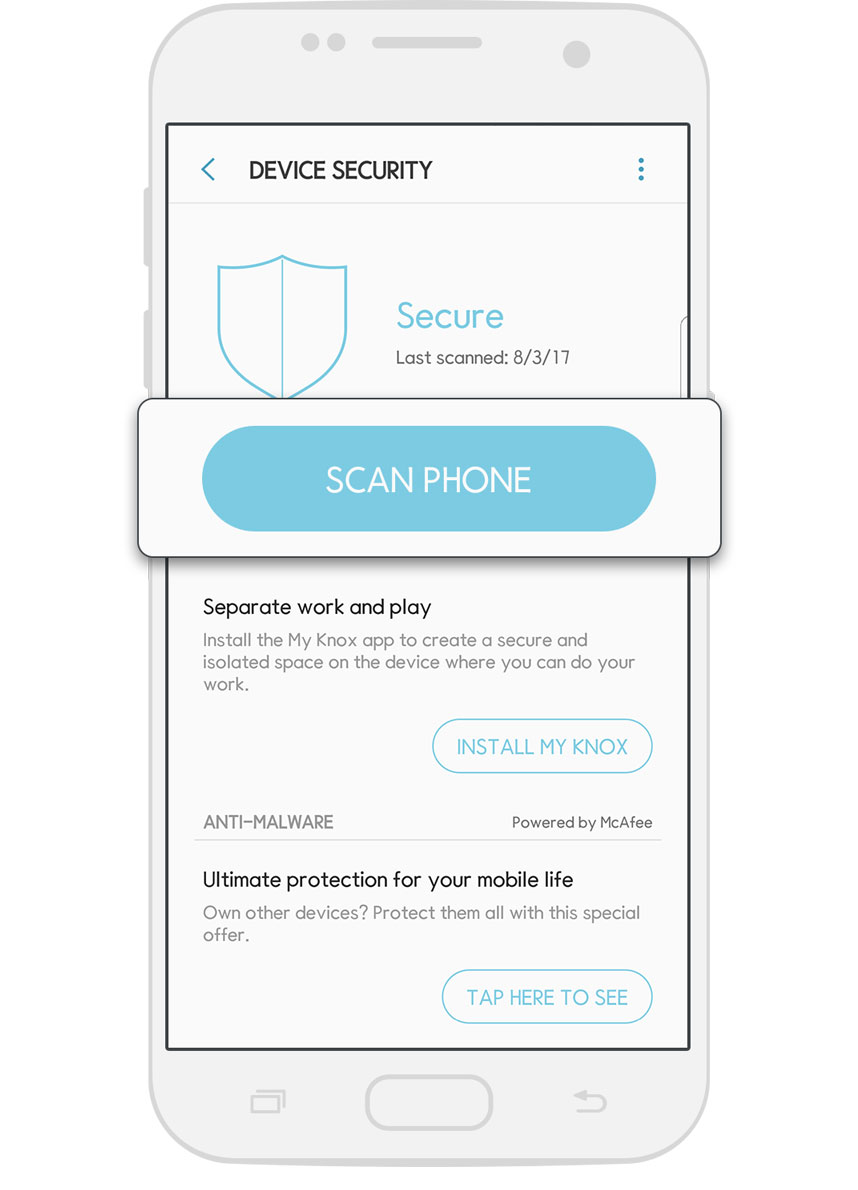 DEVICE SECURITY
Secure
Last scanned: 8/3/17
SCAN PHONE
Separate work and play
Install the My Knox app to create a secure and
isolated space on the device where you can do your
work.
INSTALL MY KNOX
ANTI-MALWARE
Powered by McAfee
Ultimate protection for your mobile life
Own other devices? Protect them all with this special
offer.
TAP HERE TO SEE